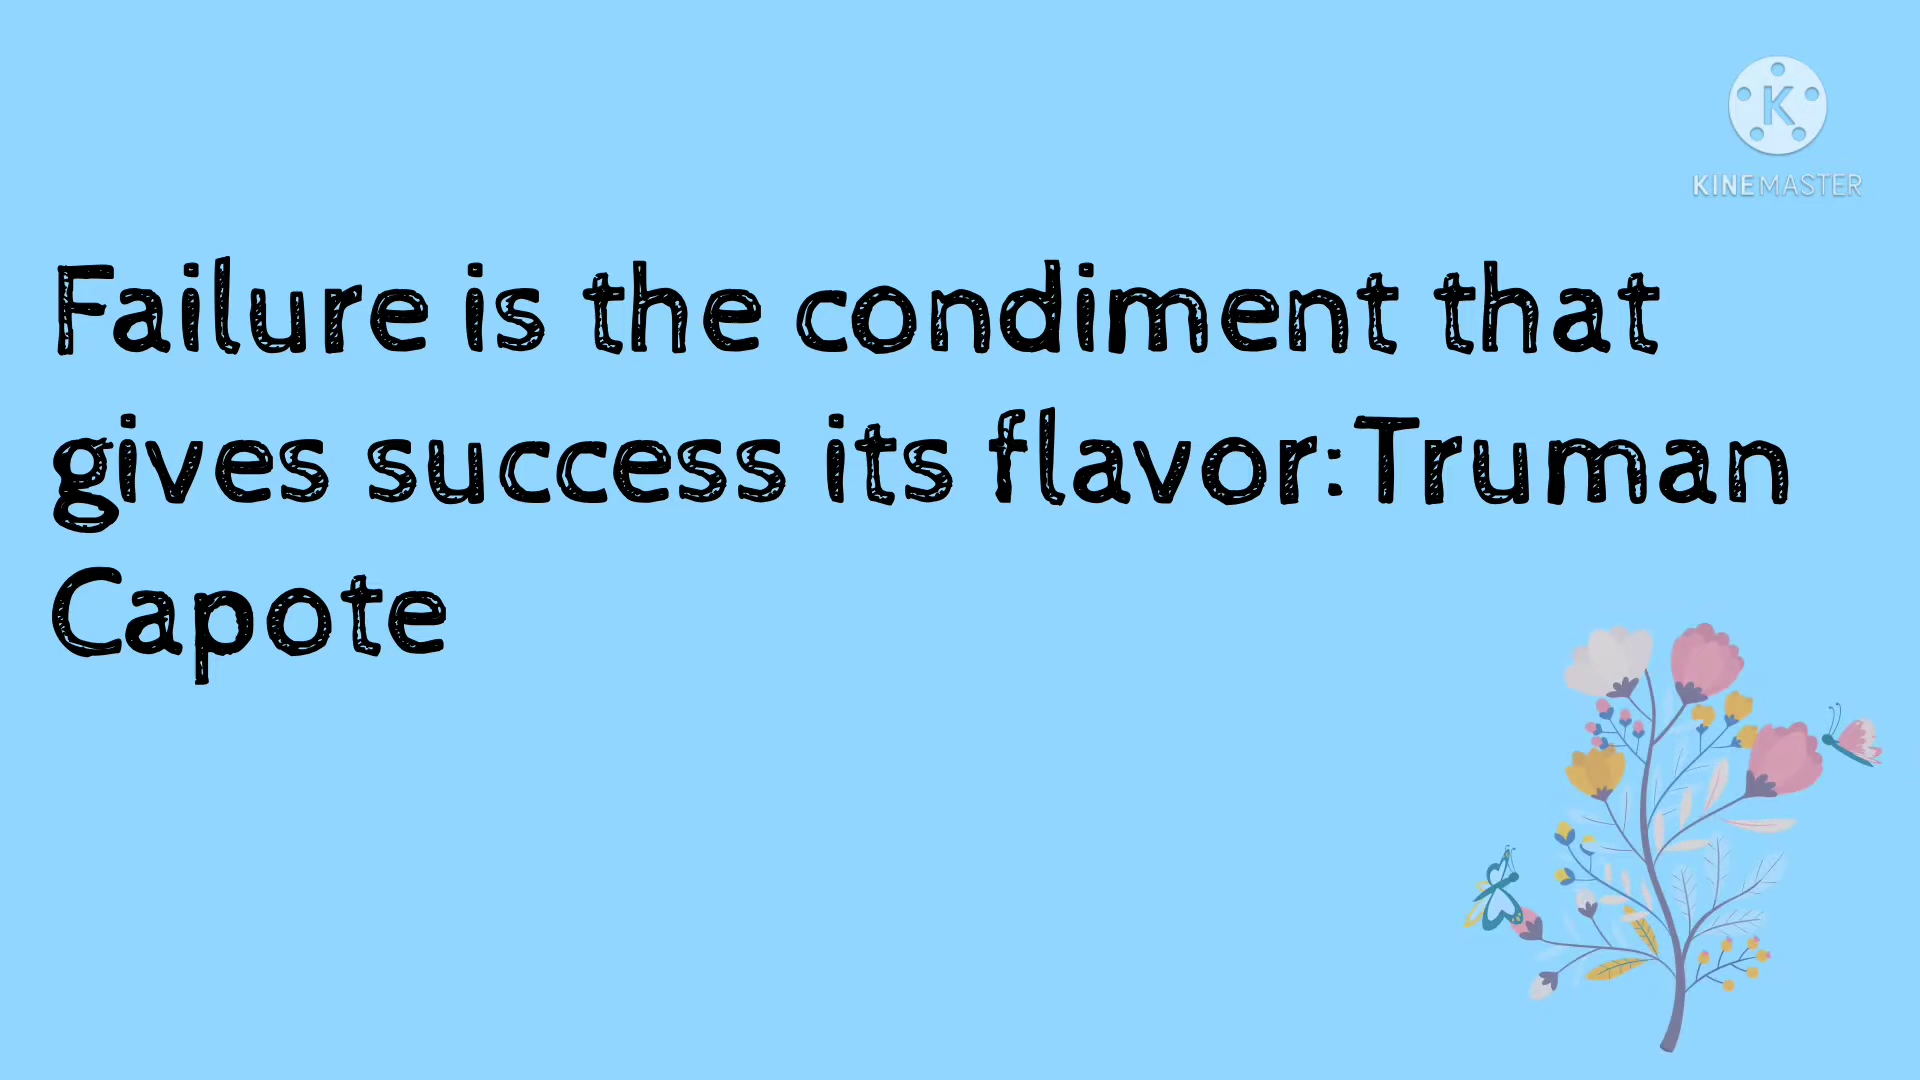 K
KINEMASTER
Failure is the condiment that
gives success its flavor:Truman
Capote